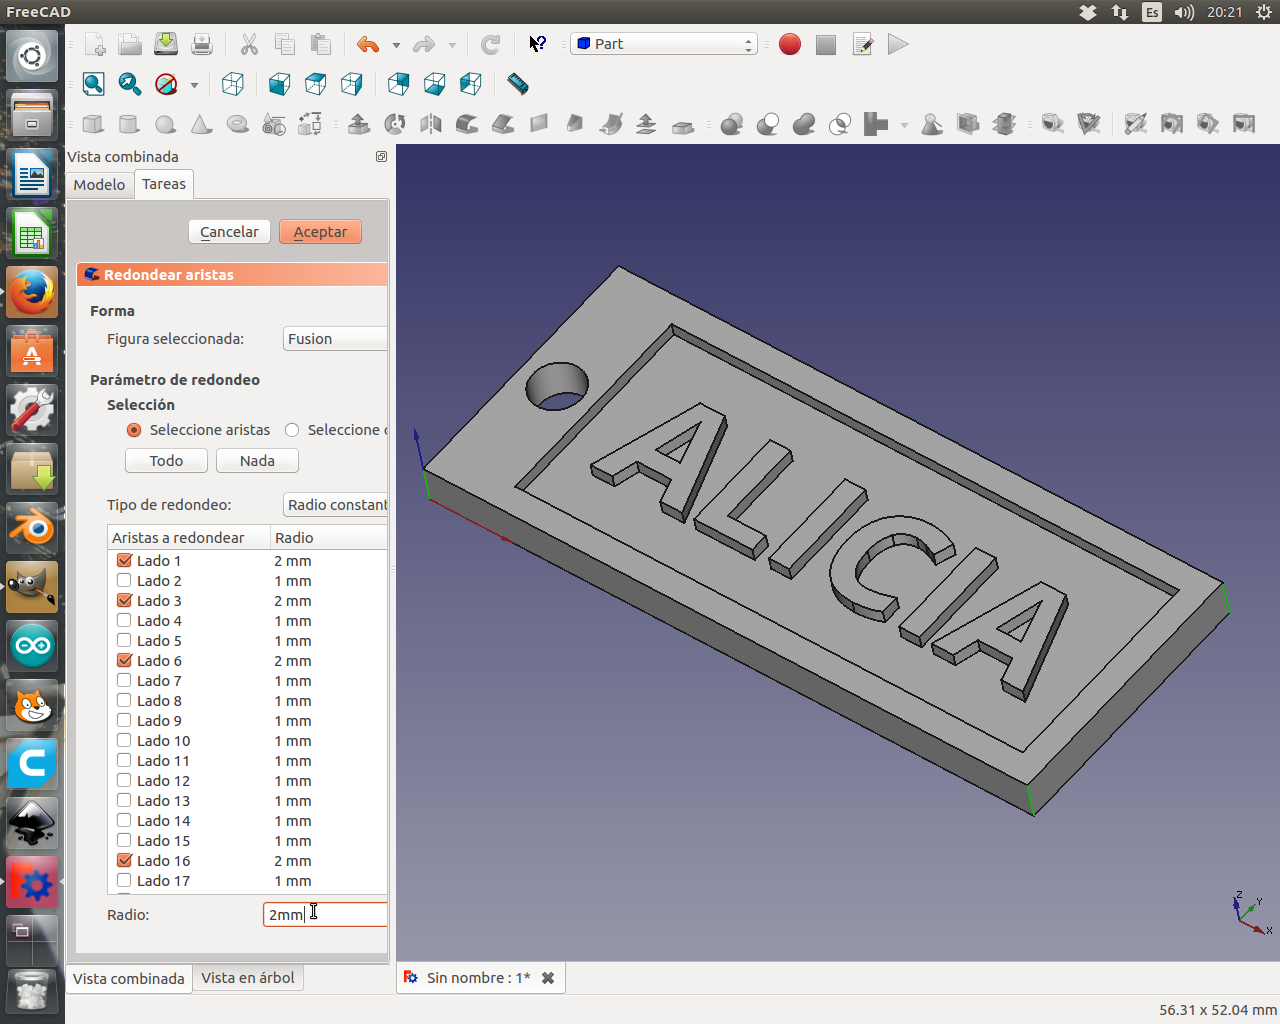 FreeCAD
Es
20:21
Part
Vista combinada
Modelo
Tareas
Cancelar
Aceptar
Redondear aristas
Forma
Figura seleccionada:
Fusion
Parámetro de redondeo
Selección
Seleccione aristas
Seleccione
Todo
Nada
Tipo de redondeo:
Radio constant
Aristas a redondear
Radio
Lado 1
2 mm
Lado 2
1 mm
Lado 3
2 mm
Lado 4
1 mm
Lado 5
1 mm
Lado 6
2 mm
Lado 7
1 mm
Lado 8
1 mm
Lado 9
1 mm
Lado 10
1 mm
Lado 11
1 mm
Lado 12
1 mm
Lado 13
1 mm
Lado 14
1 mm
Lado 15
1 mm
Lado 16
2 mm
Lado 17
1 mm
Radio:
2mm
Vista combinada
Vista en árbol
ALICIA
Z
Y
X
Sin nombre : 1*
56.31 x 52.04 mm